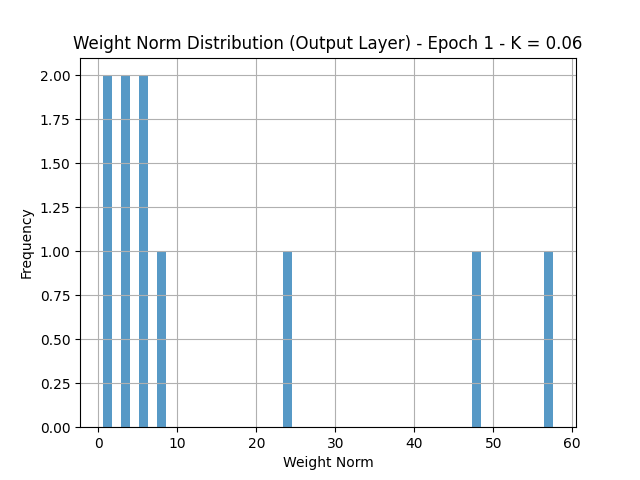 Weight Norm Distribution (Output Layer) - Epoch 1 - K = 0.06
2.00
1.75
1.50
1.25
1.00
0.75
0.50
0.25
0.00
Frequency
0 10 20 30 40 50 60
Weight Norm